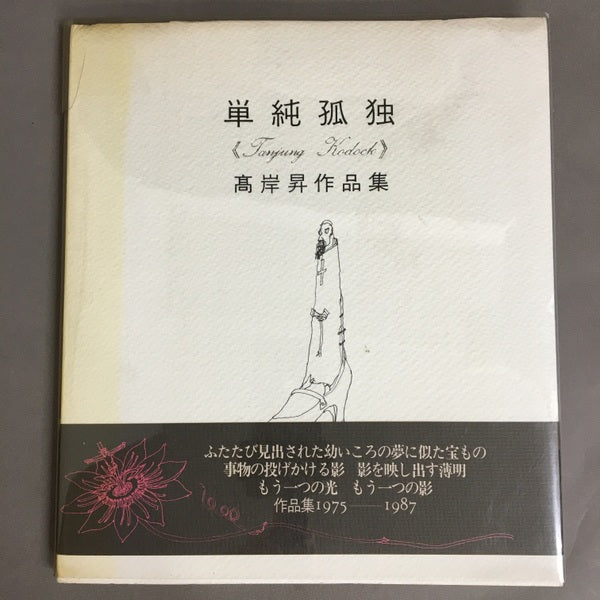 単純孤独
《Tanjung Kodock》
髙岸昇作品集
ふたたび見出された幼いころの夢に似た宝もの
事物の投げかける影　影を映し出す薄明
もう一つの光　もう一つの影
作品集1975──1987